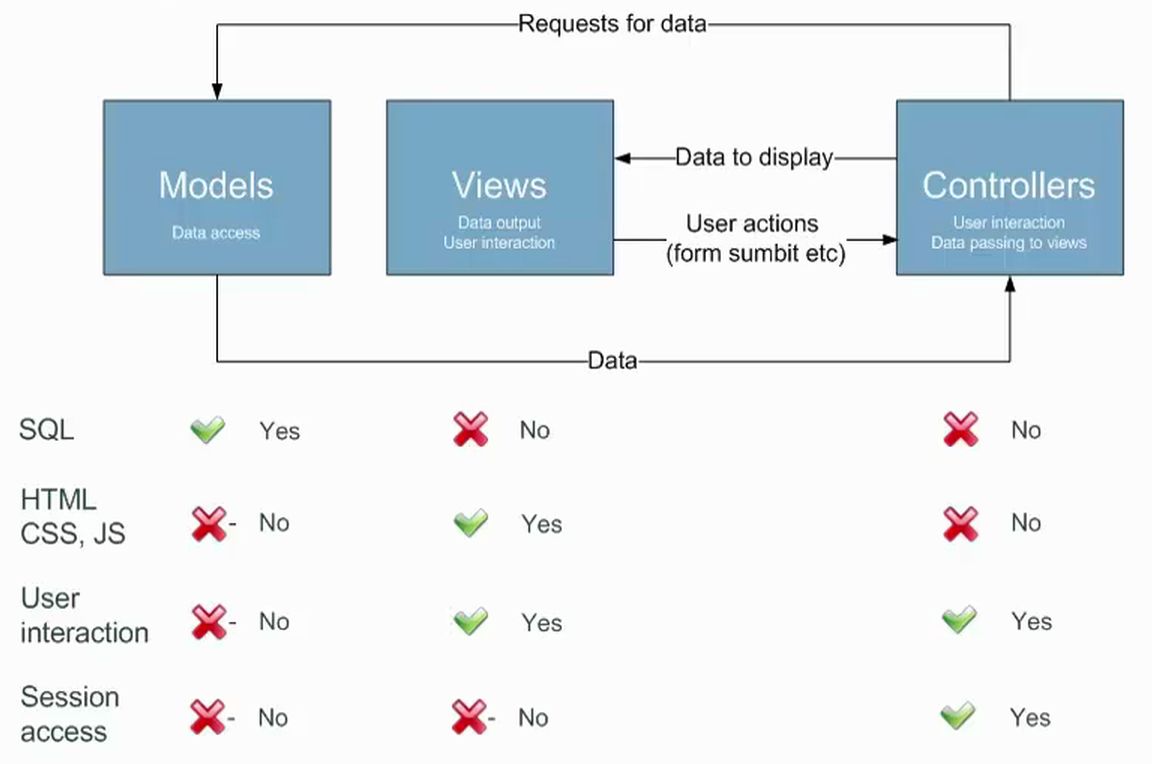 Requests for data
Models
Data access
Views
Data output
User interaction
Data to display
User actions
(form sumbit etc)
Controllers
User interaction
Data passing to views
Data
SQL
Yes
No
No
HTML
CSS, JS
- No
Yes
No
User
interaction
- No
Yes
Yes
Session
access
- No
- No
Yes